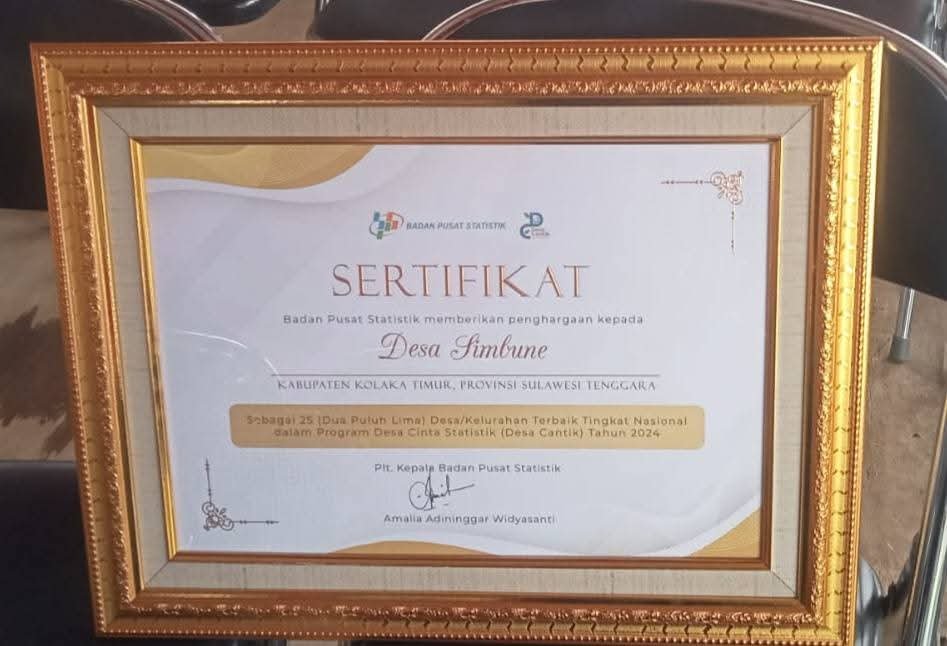 BADAN PUSAT STATISTIK
Desa Cantik
SERTIFIKAT
Badan Pusat Statistik memberikan penghargaan kepada
Desa Simbune
KABUPATEN KOLAKA TIMUR, PROVINSI SULAWESI TENGGARA
Sebagai 25 (Dua Puluh Lima) Desa/Kelurahan Terbaik Tingkat Nasional
dalam Program Desa Cinta Statistik (Desa Cantik) Tahun 2024
Plt. Kepala Badan Pusat Statistik
Amalia Adininggar Widyasanti